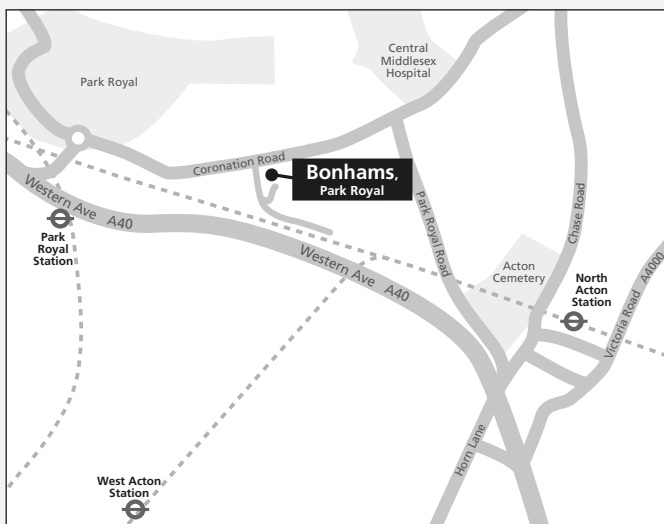 Central
Middlesex
Hospital
Park Royal
Coronation Road
Bonhams,
Park Royal
Western Ave A40
Park Royal Road
Chase Road
Park
Royal
Station
Western Ave A40
Acton
Cemetery
North
Acton
Station
Victoria Road A4000
Horn Lane
West Acton
Station